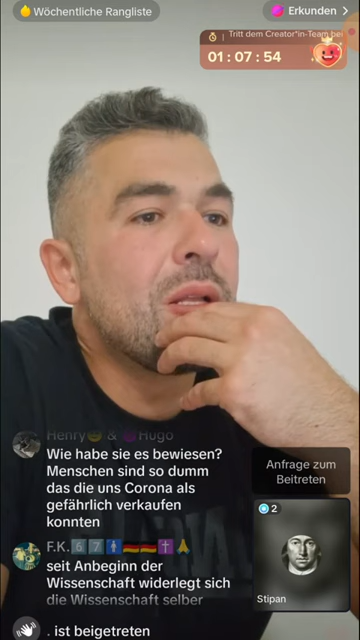 Wöchentliche Rangliste
Erkunden >
Tritt dem Creator*in-Team bei
01:07:54
Henry😀 & 😈Hugo
Wie habe sie es bewiesen?
Menschen sind so dumm
das die uns Corona als
gefährlich verkaufen
konnten
Anfrage zum
Beitreten
2
F.K.6️⃣7️⃣🚹🇩🇪🇩🇪✝️🙏
seit Anbeginn der
Wissenschaft widerlegt sich
die Wissenschaft selber
Stipan
. ist beigetreten